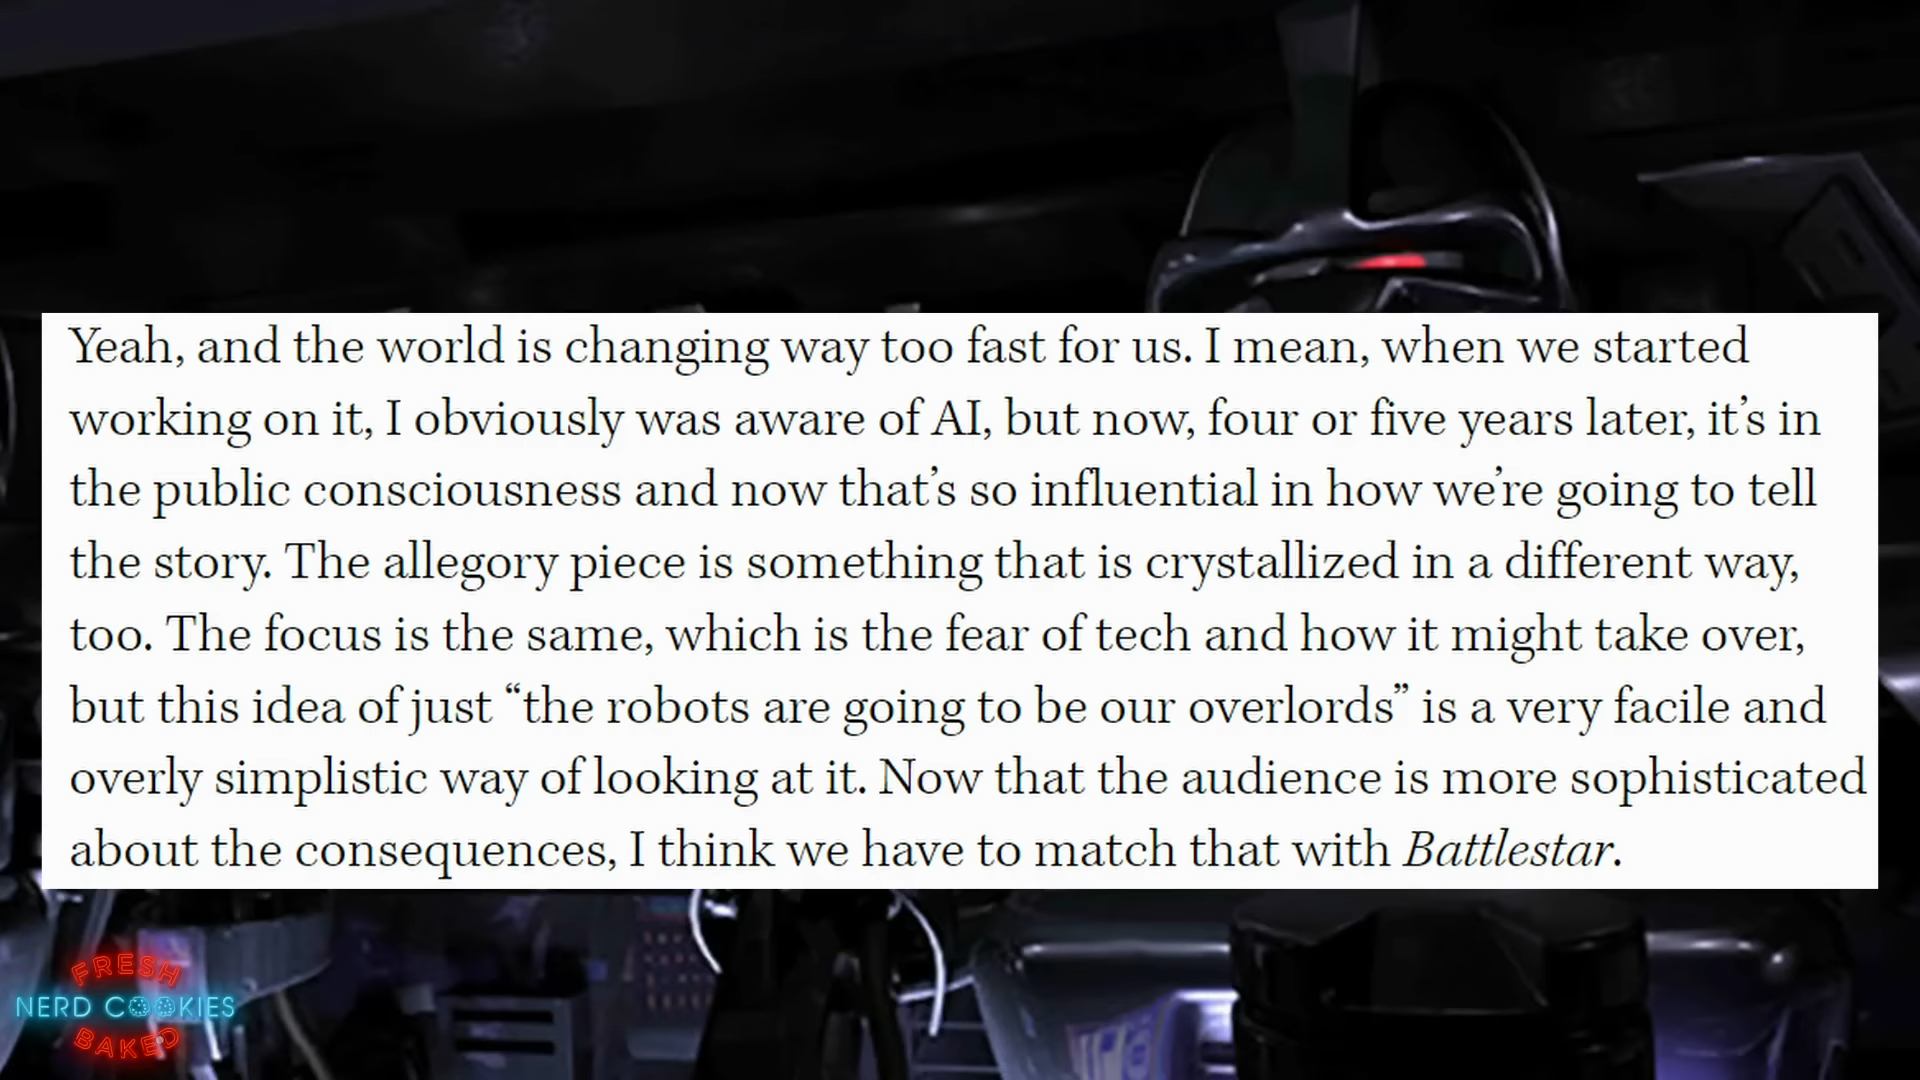 Yeah, and the world is changing way too fast for us. I mean, when we started
working on it, I obviously was aware of AI, but now, four or five years later, it’s in
the public consciousness and now that’s so influential in how we’re going to tell
the story. The allegory piece is something that is crystallized in a different way,
too. The focus is the same, which is the fear of tech and how it might take over,
but this idea of just “the robots are going to be our overlords” is a very facile and
overly simplistic way of looking at it. Now that the audience is more sophisticated
about the consequences, I think we have to match that with Battlestar.
FRESH
NERD COOKIES
BAKED